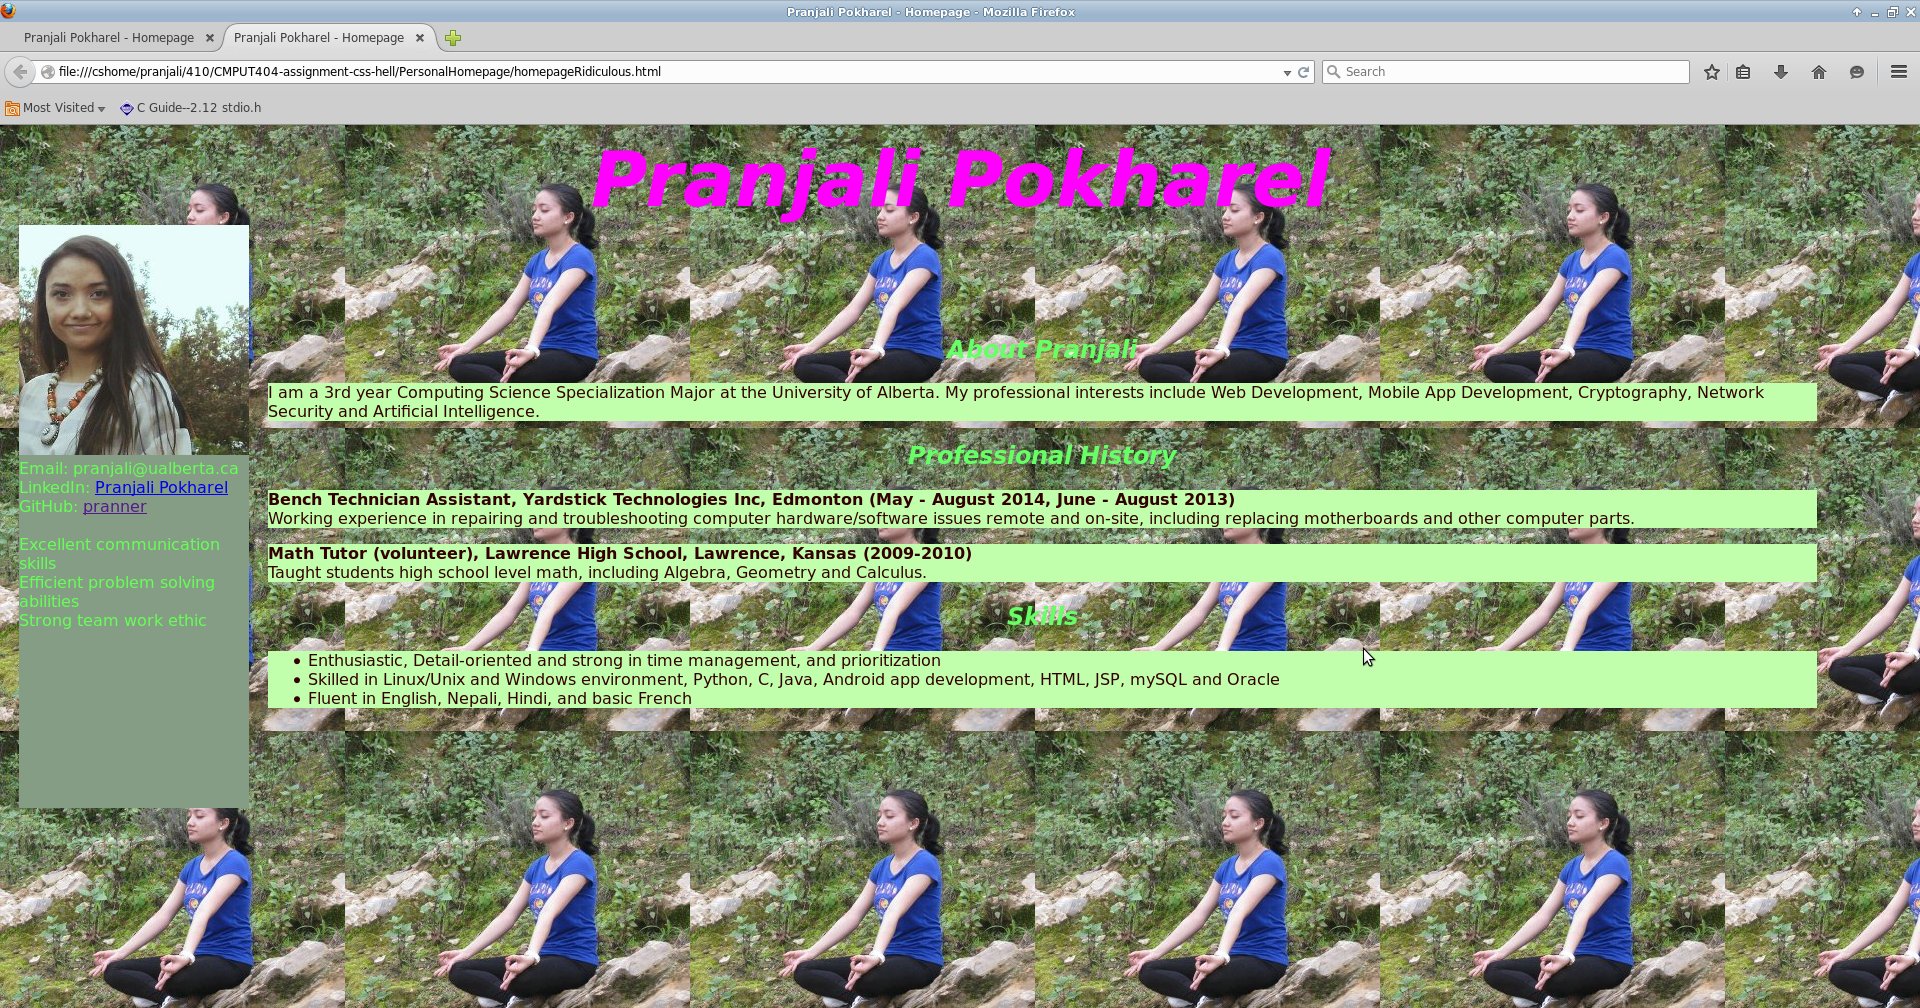 Pranjali Pokharel - Homepage - Mozilla Firefox
Pranjali Pokharel - Homepage
Pranjali Pokharel - Homepage
file:///cshome/pranjali/410/CMPUT404-assignment-css-hell/PersonalHomepage/homepageRidiculous.html
Search
Most Visited
C Guide--2.12 stdio.h
Pranjali Pokharel
Email: pranjali@ualberta.ca
LinkedIn: Pranjali Pokharel
GitHub: pranner
Excellent communication
skills
Efficient problem solving
abilities
Strong team work ethic
About Pranjali
I am a 3rd year Computing Science Specialization Major at the University of Alberta. My professional interests include Web Development, Mobile App Development, Cryptography, Network
Security and Artificial Intelligence.
Professional History
Bench Technician Assistant, Yardstick Technologies Inc, Edmonton (May - August 2014, June - August 2013)
Working experience in repairing and troubleshooting computer hardware/software issues remote and on-site, including replacing motherboards and other computer parts.
Math Tutor (volunteer), Lawrence High School, Lawrence, Kansas (2009-2010)
Taught students high school level math, including Algebra, Geometry and Calculus.
Skills
• Enthusiastic, Detail-oriented and strong in time management, and prioritization
• Skilled in Linux/Unix and Windows environment, Python, C, Java, Android app development, HTML, JSP, mySQL and Oracle
• Fluent in English, Nepali, Hindi, and basic French